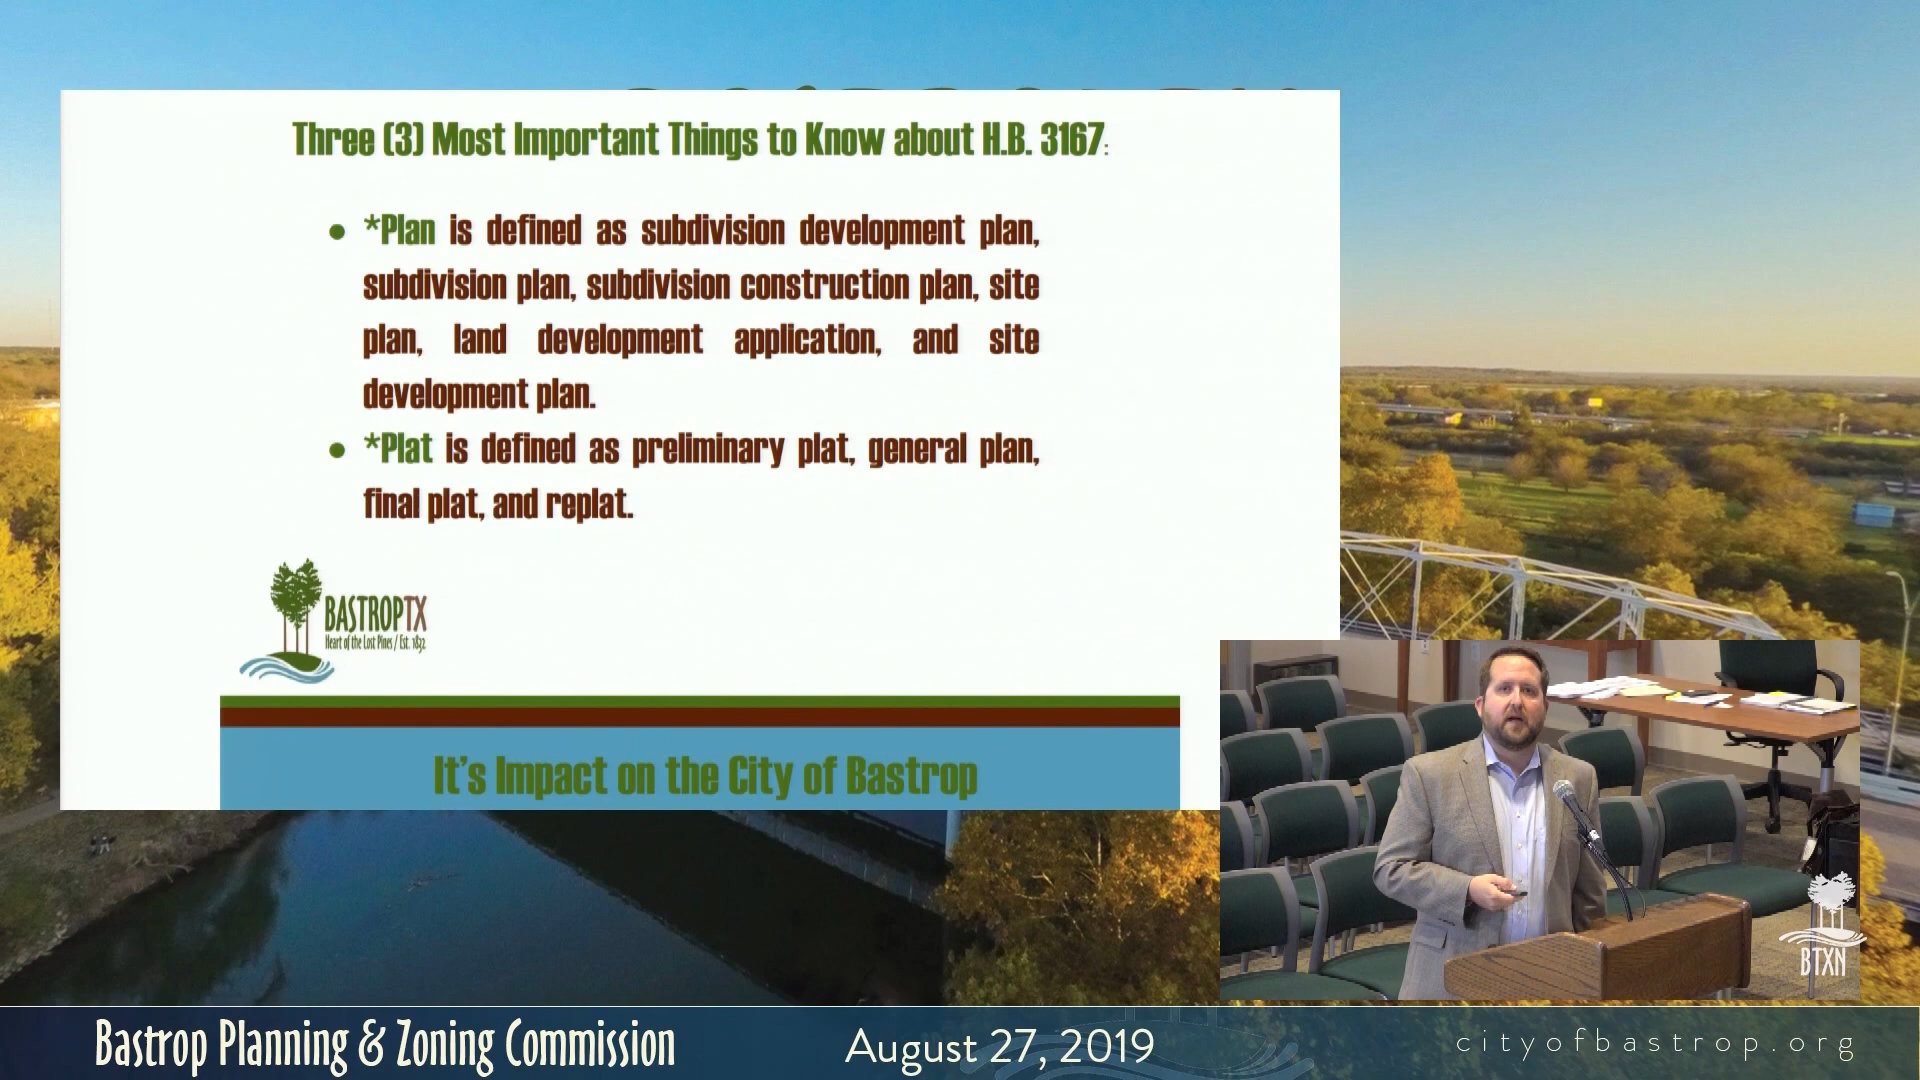 Three (3) Most Important Things to Know about H.B. 3167:
• *Plan is defined as subdivision development plan,
subdivision plan, subdivision construction plan, site
plan, land development application, and site
development plan.
• *Plat is defined as preliminary plat, general plan,
final plat, and replat.
BASTROPTX
Heart of the Lost Pines / Est. 1832
It's Impact on the City of Bastrop
BTXN
Bastrop Planning & Zoning Commission
August 27, 2019
cityofbastrop.org